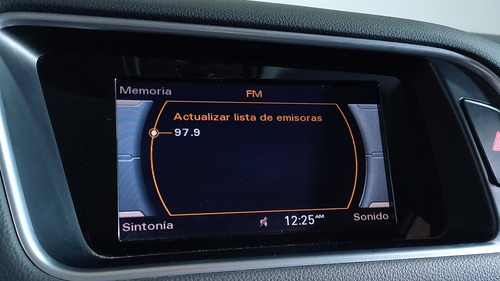 Memoria
FM
Actualizar lista de emisoras
97.9
Sintonía
12:25 AM
Sonido